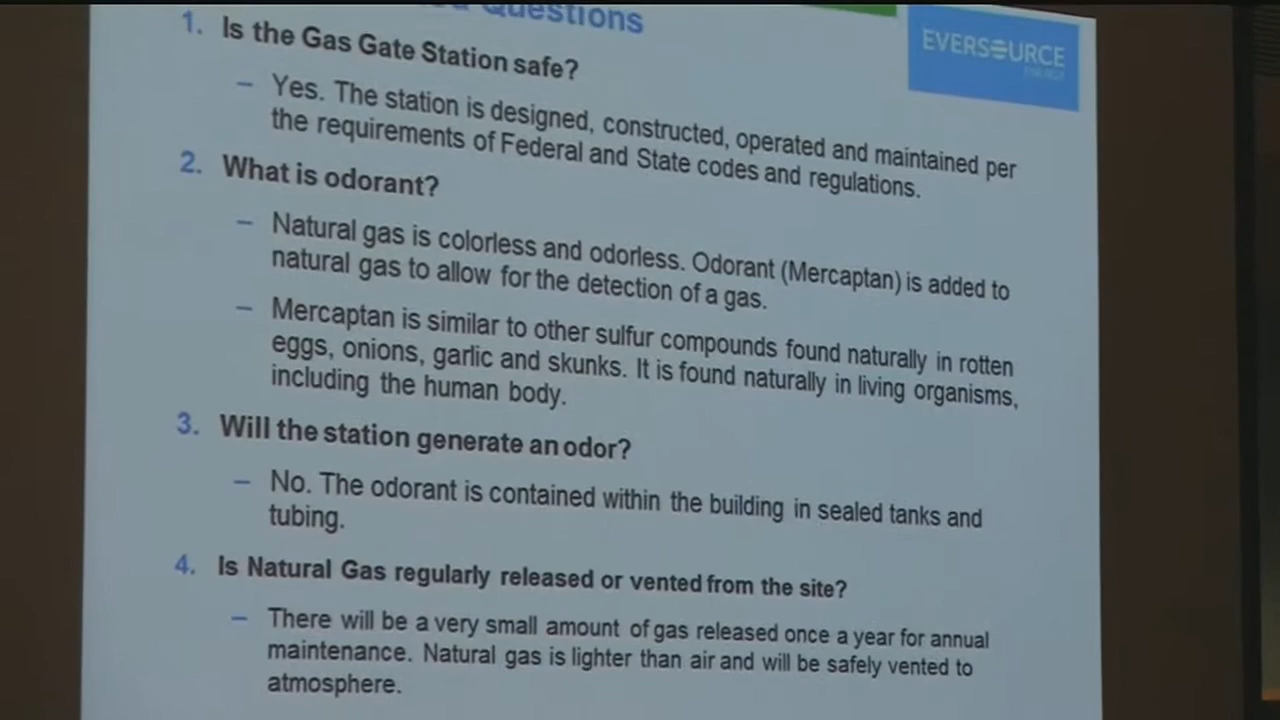 Questions
EVERSOURCE
ENERGY
1. Is the Gas Gate Station safe?
– Yes. The station is designed, constructed, operated and maintained per
the requirements of Federal and State codes and regulations.
2. What is odorant?
– Natural gas is colorless and odorless. Odorant (Mercaptan) is added to
natural gas to allow for the detection of a gas.
– Mercaptan is similar to other sulfur compounds found naturally in rotten
eggs, onions, garlic and skunks. It is found naturally in living organisms,
including the human body.
3. Will the station generate an odor?
– No. The odorant is contained within the building in sealed tanks and
tubing.
4. Is Natural Gas regularly released or vented from the site?
– There will be a very small amount of gas released once a year for annual
maintenance. Natural gas is lighter than air and will be safely vented to
atmosphere.